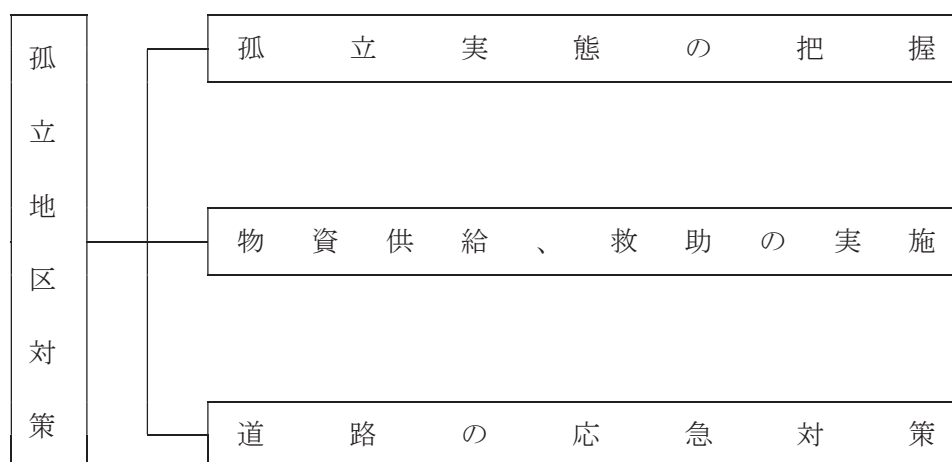 孤立地区対策
孤立実態の把握
物資供給、救助の実施
道路の応急対策